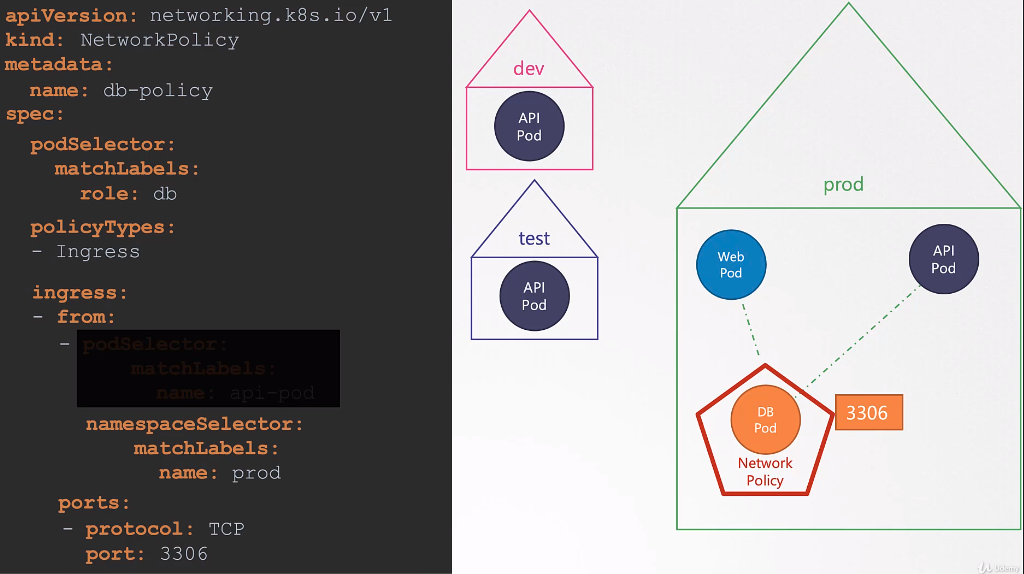 apiVersion: networking.k8s.io/v1
kind: NetworkPolicy
metadata:
name: db-policy
spec:
podSelector:
matchLabels:
role: db
policyTypes:
- Ingress
ingress:
- from:
- podSelector:
matchLabels:
name: api-pod
namespaceSelector:
matchLabels:
name: prod
ports:
- protocol: TCP
port: 3306
dev
API
Pod
test
API
Pod
prod
Web
Pod
API
Pod
DB
Pod
3306
Network
Policy
Udemy